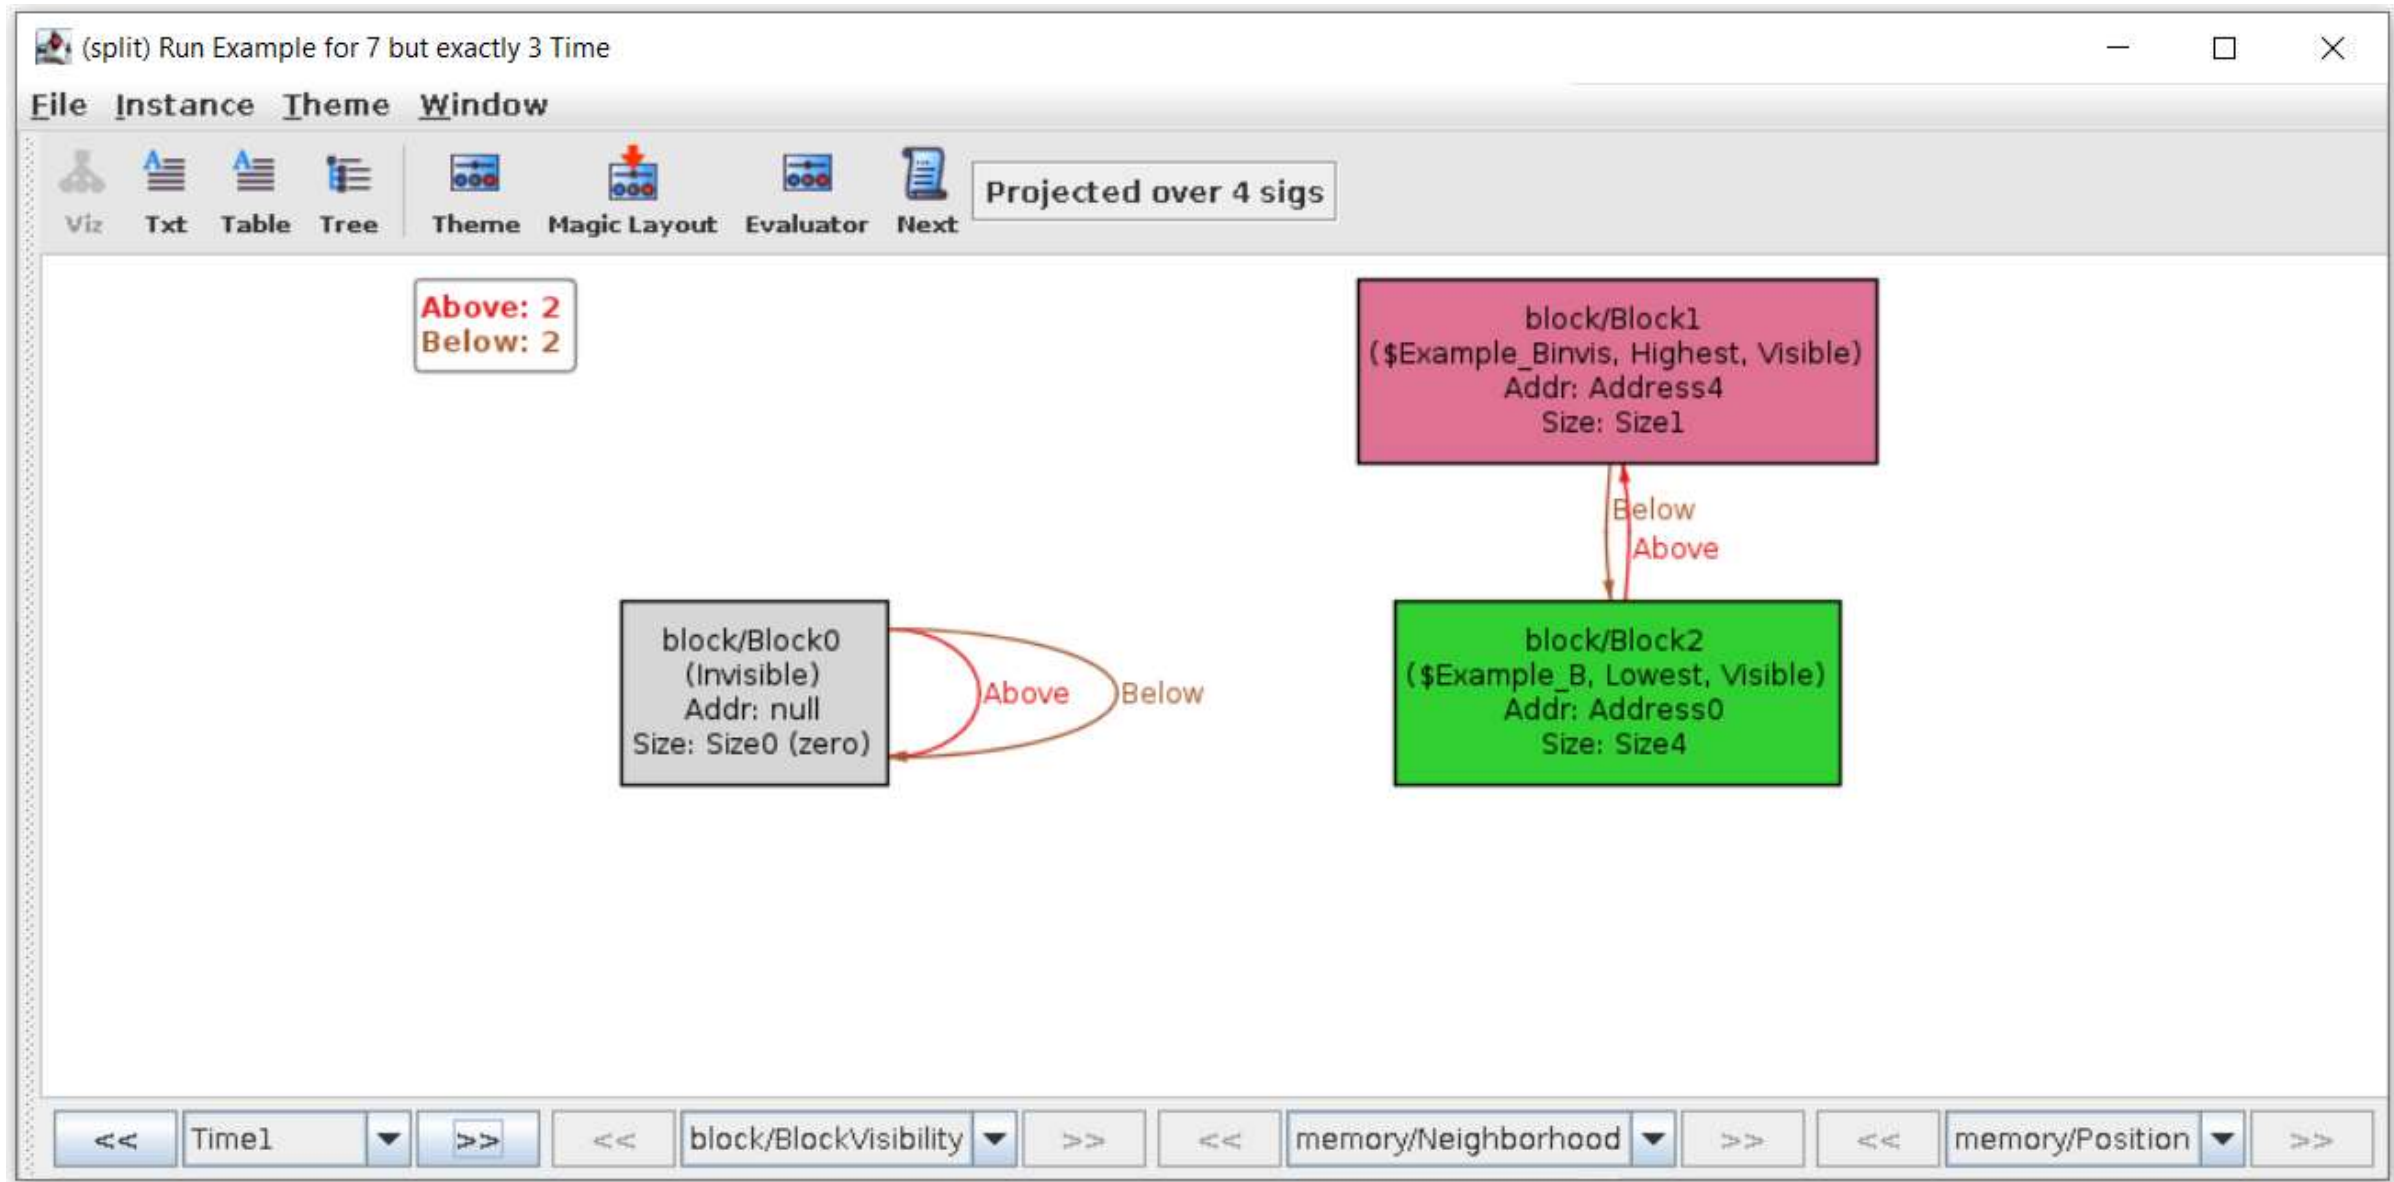 (split) Run Example for 7 but exactly 3 Time
File Instance Theme Window
Viz Txt Table Tree Theme Magic Layout Evaluator Next Projected over 4 sigs
Above: 2
Below: 2
block/Block1
($Example_Binvis, Highest, Visible)
Addr: Address4
Size: Size1
Below
Above
block/Block0
(Invisible)
Addr: null
Size: Size0 (zero)
Above
Below
block/Block2
($Example_B, Lowest, Visible)
Addr: Address0
Size: Size4
<< Time1 >> << block/BlockVisibility >> << memory/Neighborhood >> << memory/Position >>